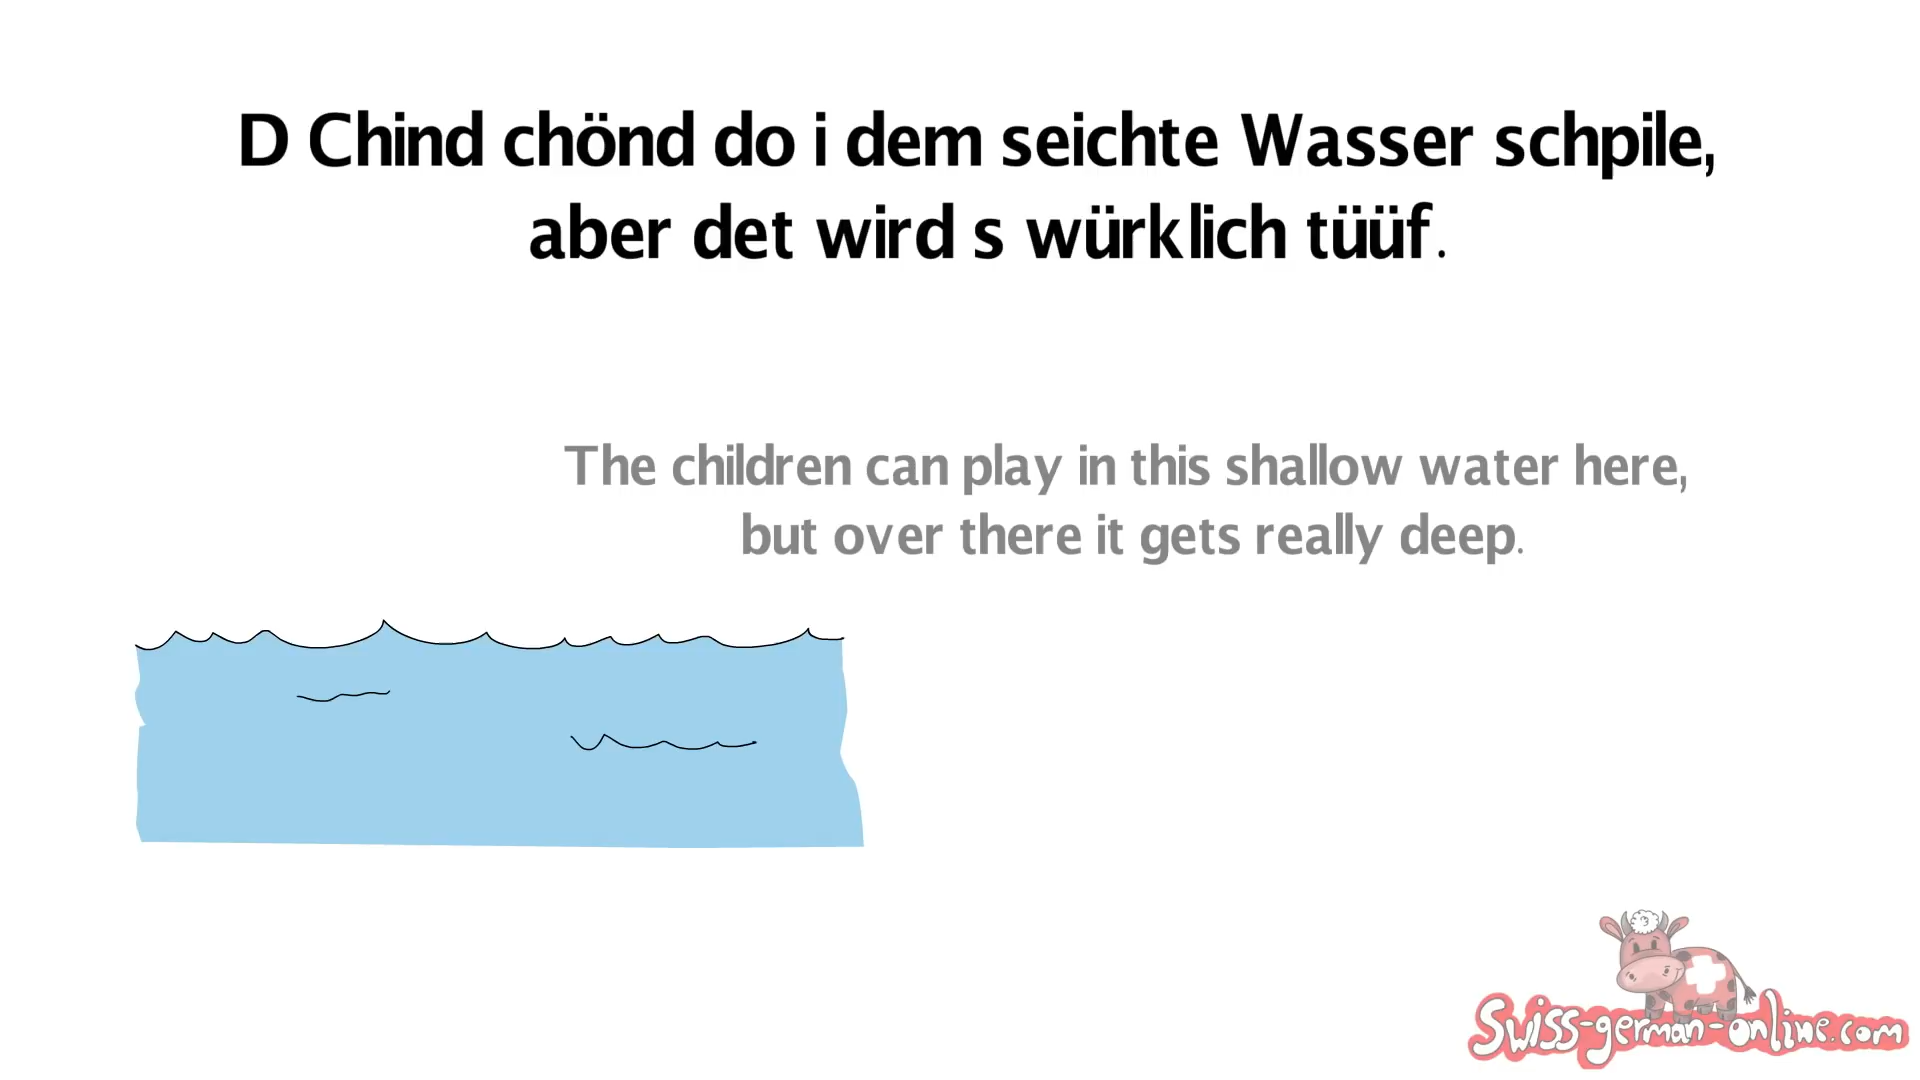 D Chind chönd do i dem seichte Wasser schpile,
aber det wird s würklich tüüf.
The children can play in this shallow water here,
but over there it gets really deep.
Swiss-german-online.com